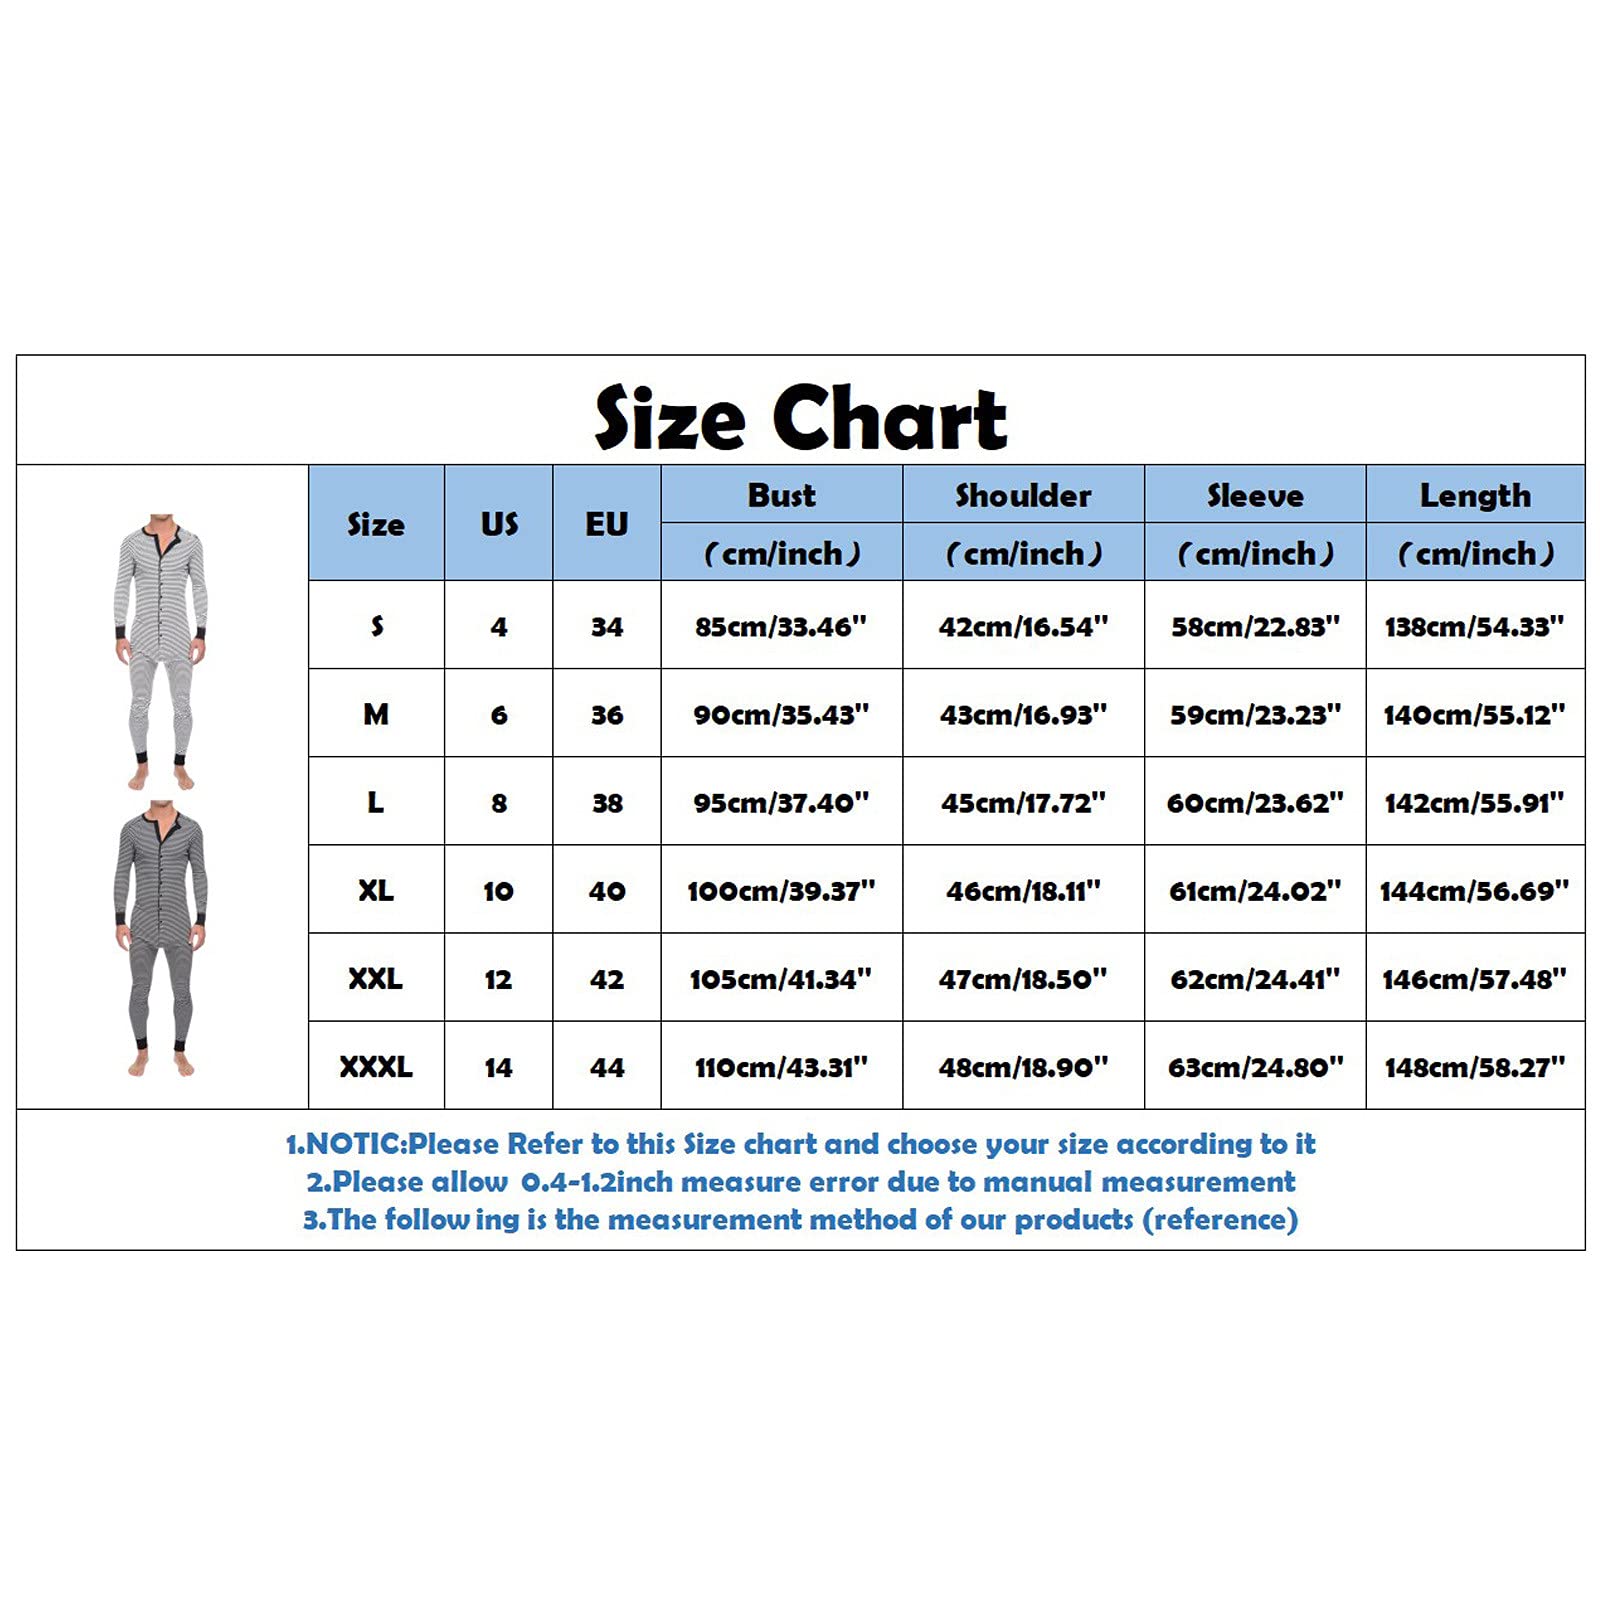 Size Chart
Size US EU Bust Shoulder Sleeve Length
(cm/inch) (cm/inch) (cm/inch) (cm/inch)
S 4 34 85cm/33.46" 42cm/16.54" 58cm/22.83" 138cm/54.33"
M 6 36 90cm/35.43" 43cm/16.93" 59cm/23.23" 140cm/55.12"
L 8 38 95cm/37.40" 45cm/17.72" 60cm/23.62" 142cm/55.91"
XL 10 40 100cm/39.37" 46cm/18.11" 61cm/24.02" 144cm/56.69"
XXL 12 42 105cm/41.34" 47cm/18.50" 62cm/24.41" 146cm/57.48"
XXXL 14 44 110cm/43.31" 48cm/18.90" 63cm/24.80" 148cm/58.27"
1.NOTIC:Please Refer to this Size chart and choose your size according to it
2.Please allow 0.4-1.2inch measure error due to manual measurement
3.The follow ing is the measurement method of our products (reference)